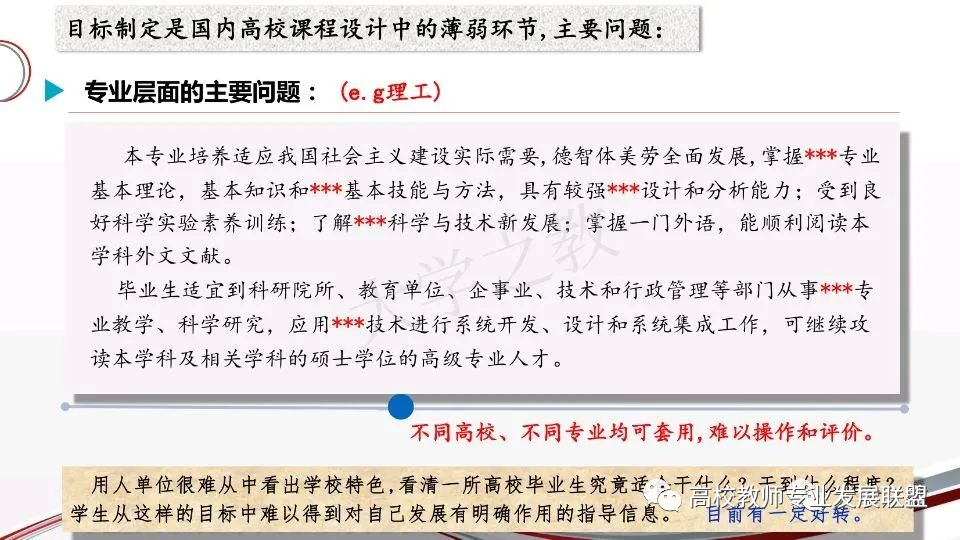 目标制定是国内高校课程设计中的薄弱环节,主要问题：
专业层面的主要问题：（e.g理工）
本专业培养适应我国社会主义建设实际需要,德智体美劳全面发展,掌握***专业
基本理论，基本知识和***基本技能与方法，具有较强***设计和分析能力；受到良
好科学实验素养训练；了解***科学与技术新发展；掌握一门外语，能顺利阅读本
学科外文文献。
毕业生适宜到科研院所、教育单位、企事业、技术和行政管理等部门从事***专
业教学、科学研究，应用***技术进行系统开发、设计和系统集成工作，可继续攻
读本学科及相关学科的硕士学位的高级专业人才。
大学之教
不同高校、不同专业均可套用,难以操作和评价。
用人单位很难从中看出学校特色,看清一所高校毕业生究竟适合干什么？干到什么程度？
学生从这样的目标中难以得到对自己发展有明确作用的指导信息。 目前有一定好转。
高校教师专业发展联盟